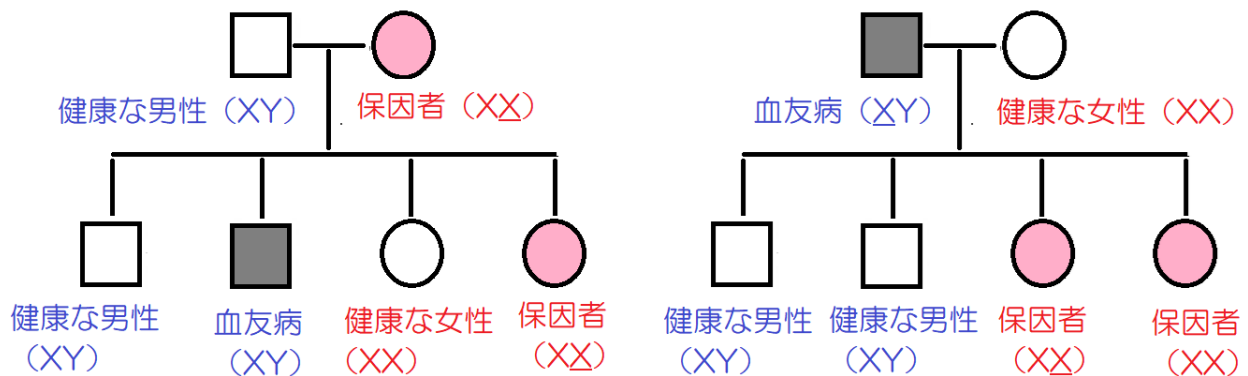 健康な男性（XY）
保因者（XX）
血友病（XY）
健康な女性（XX）
健康な男性
（XY）
血友病
（XY）
健康な女性
（XX）
保因者
（XX）
健康な男性
（XY）
健康な男性
（XY）
保因者
（XX）
保因者
（XX）